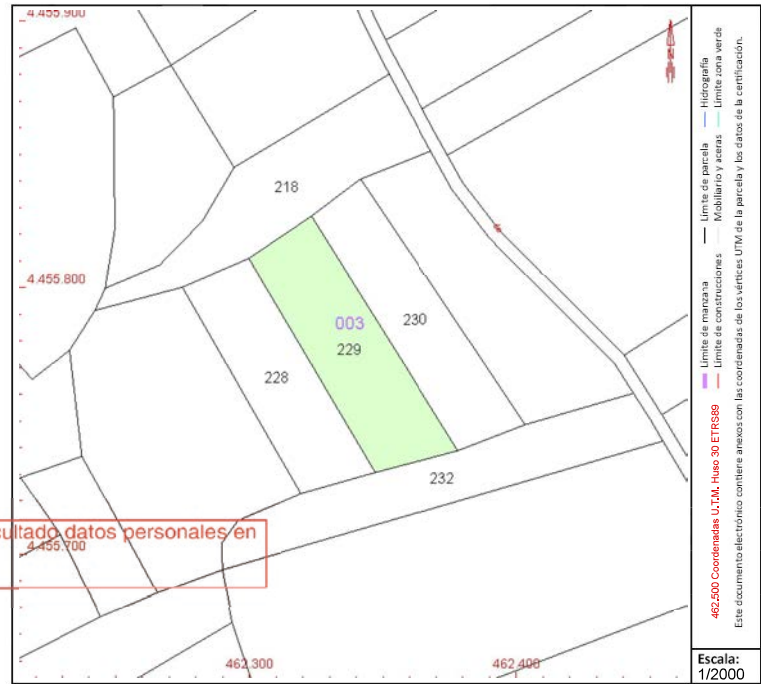 4.455.900
N
218
6
4.455.800
003
229
230
228
232
cultado datos personales en
4.455.700
462.300
462.400
Límite de manzana
Límite de parcela
Hidrografía
Límite de construcciones
Mobiliario y aceras
Límite zona verde
462.500 Coordenadas U.T.M. Huso 30 ETRS89
Este documento electrónico contiene anexos con las coordenadas de los vértices UTM de la parcela y los datos de la certificación.
Escala:
1/2000